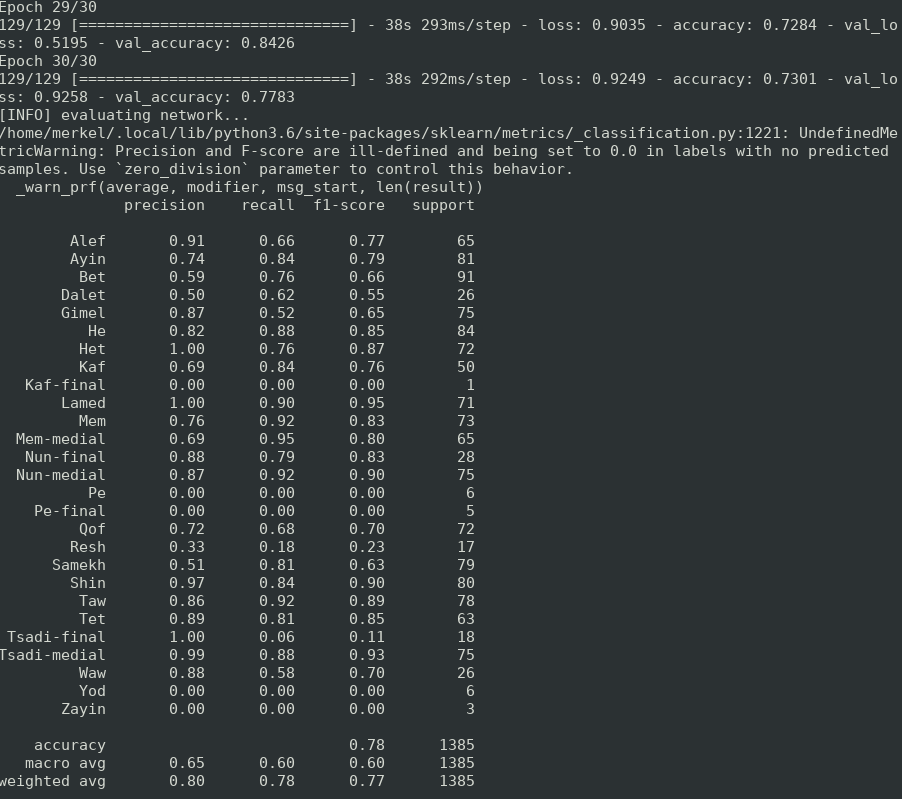 Epoch 29/30
129/129 [==============================] - 38s 293ms/step - loss: 0.9035 - accuracy: 0.7284 - val_lo
ss: 0.5195 - val_accuracy: 0.8426
Epoch 30/30
129/129 [==============================] - 38s 292ms/step - loss: 0.9249 - accuracy: 0.7301 - val_lo
ss: 0.9258 - val_accuracy: 0.7783
[INFO] evaluating network...
/home/merkel/.local/lib/python3.6/site-packages/sklearn/metrics/_classification.py:1221: UndefinedMe
tricWarning: Precision and F-score are ill-defined and being set to 0.0 in labels with no predicted
samples. Use `zero_division` parameter to control this behavior.
  _warn_prf(average, modifier, msg_start, len(result))
              precision    recall  f1-score   support

        Alef       0.91      0.66      0.77        65
        Ayin       0.74      0.84      0.79        81
         Bet       0.59      0.76      0.66        91
       Dalet       0.50      0.62      0.55        26
       Gimel       0.87      0.52      0.65        75
          He       0.82      0.88      0.85        84
         Het       1.00      0.76      0.87        72
         Kaf       0.69      0.84      0.76        50
   Kaf-final       0.00      0.00      0.00         1
       Lamed       1.00      0.90      0.95        71
         Mem       0.76      0.92      0.83        73
  Mem-medial       0.69      0.95      0.80        65
   Nun-final       0.88      0.79      0.83        28
  Nun-medial       0.87      0.92      0.90        75
          Pe       0.00      0.00      0.00         6
    Pe-final       0.00      0.00      0.00         5
         Qof       0.72      0.68      0.70        72
        Resh       0.33      0.18      0.23        17
      Samekh       0.51      0.81      0.63        79
        Shin       0.97      0.84      0.90        80
         Taw       0.86      0.92      0.89        78
         Tet       0.89      0.81      0.85        63
 Tsadi-final       1.00      0.06      0.11        18
Tsadi-medial       0.99      0.88      0.93        75
         Waw       0.88      0.58      0.70        26
         Yod       0.00      0.00      0.00         6
       Zayin       0.00      0.00      0.00         3

    accuracy                           0.78      1385
   macro avg       0.65      0.60      0.60      1385
weighted avg       0.80      0.78      0.77      1385